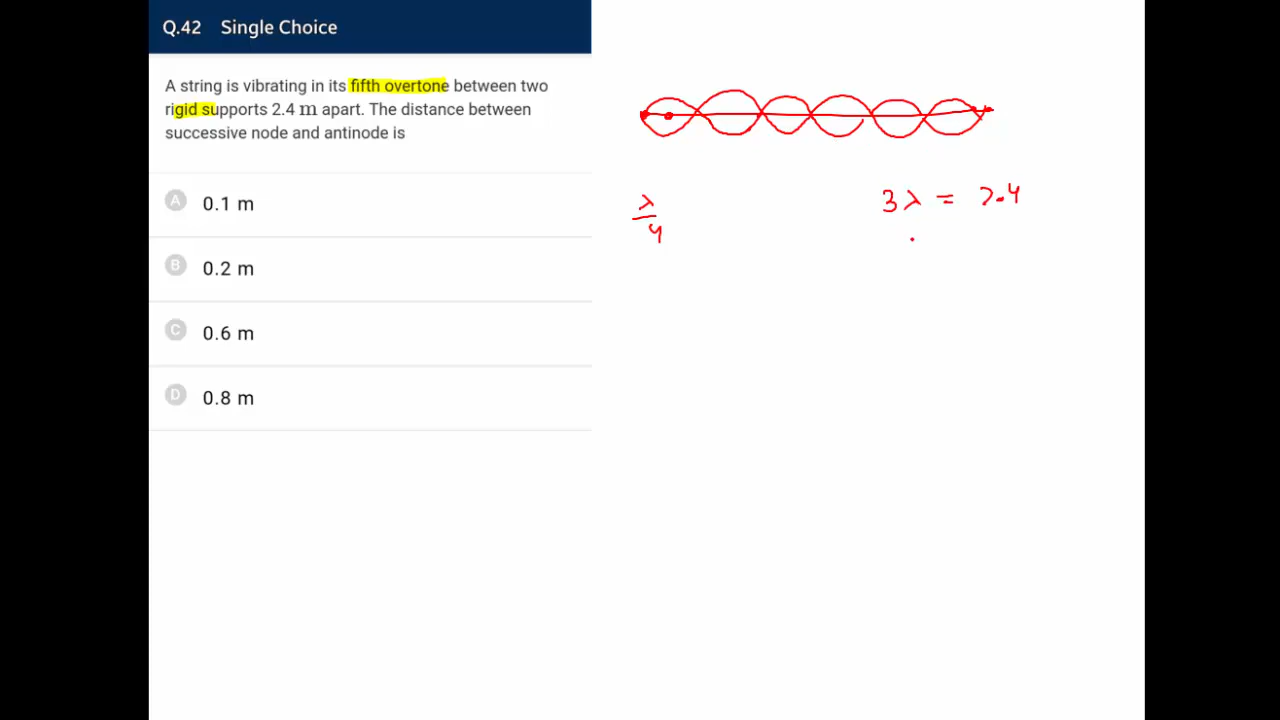 Q.42 Single Choice
A string is vibrating in its fifth overtone between two
rigid supports 2.4 m apart. The distance between
successive node and antinode is
A 0.1 m
B 0.2 m
C 0.6 m
D 0.8 m
λ/4
3λ = 2.4